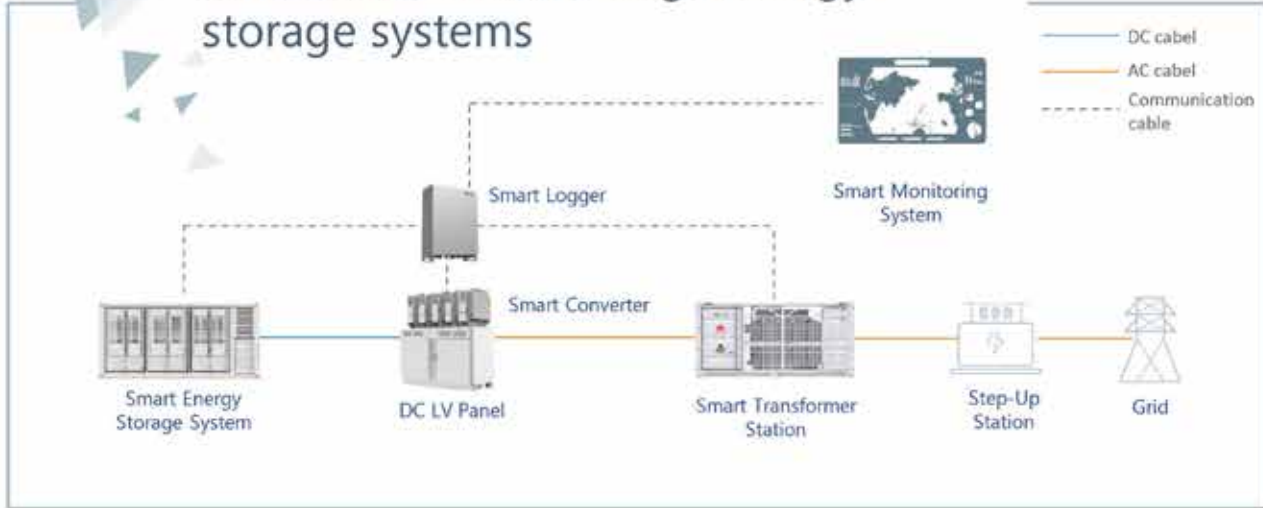 storage systems
DC cabel
AC cabel
Communication
cable
Smart Logger
Smart Monitoring
System
Smart Converter
Smart Energy
Storage System
DC LV Panel
Smart Transformer
Station
Step-Up
Station
Grid